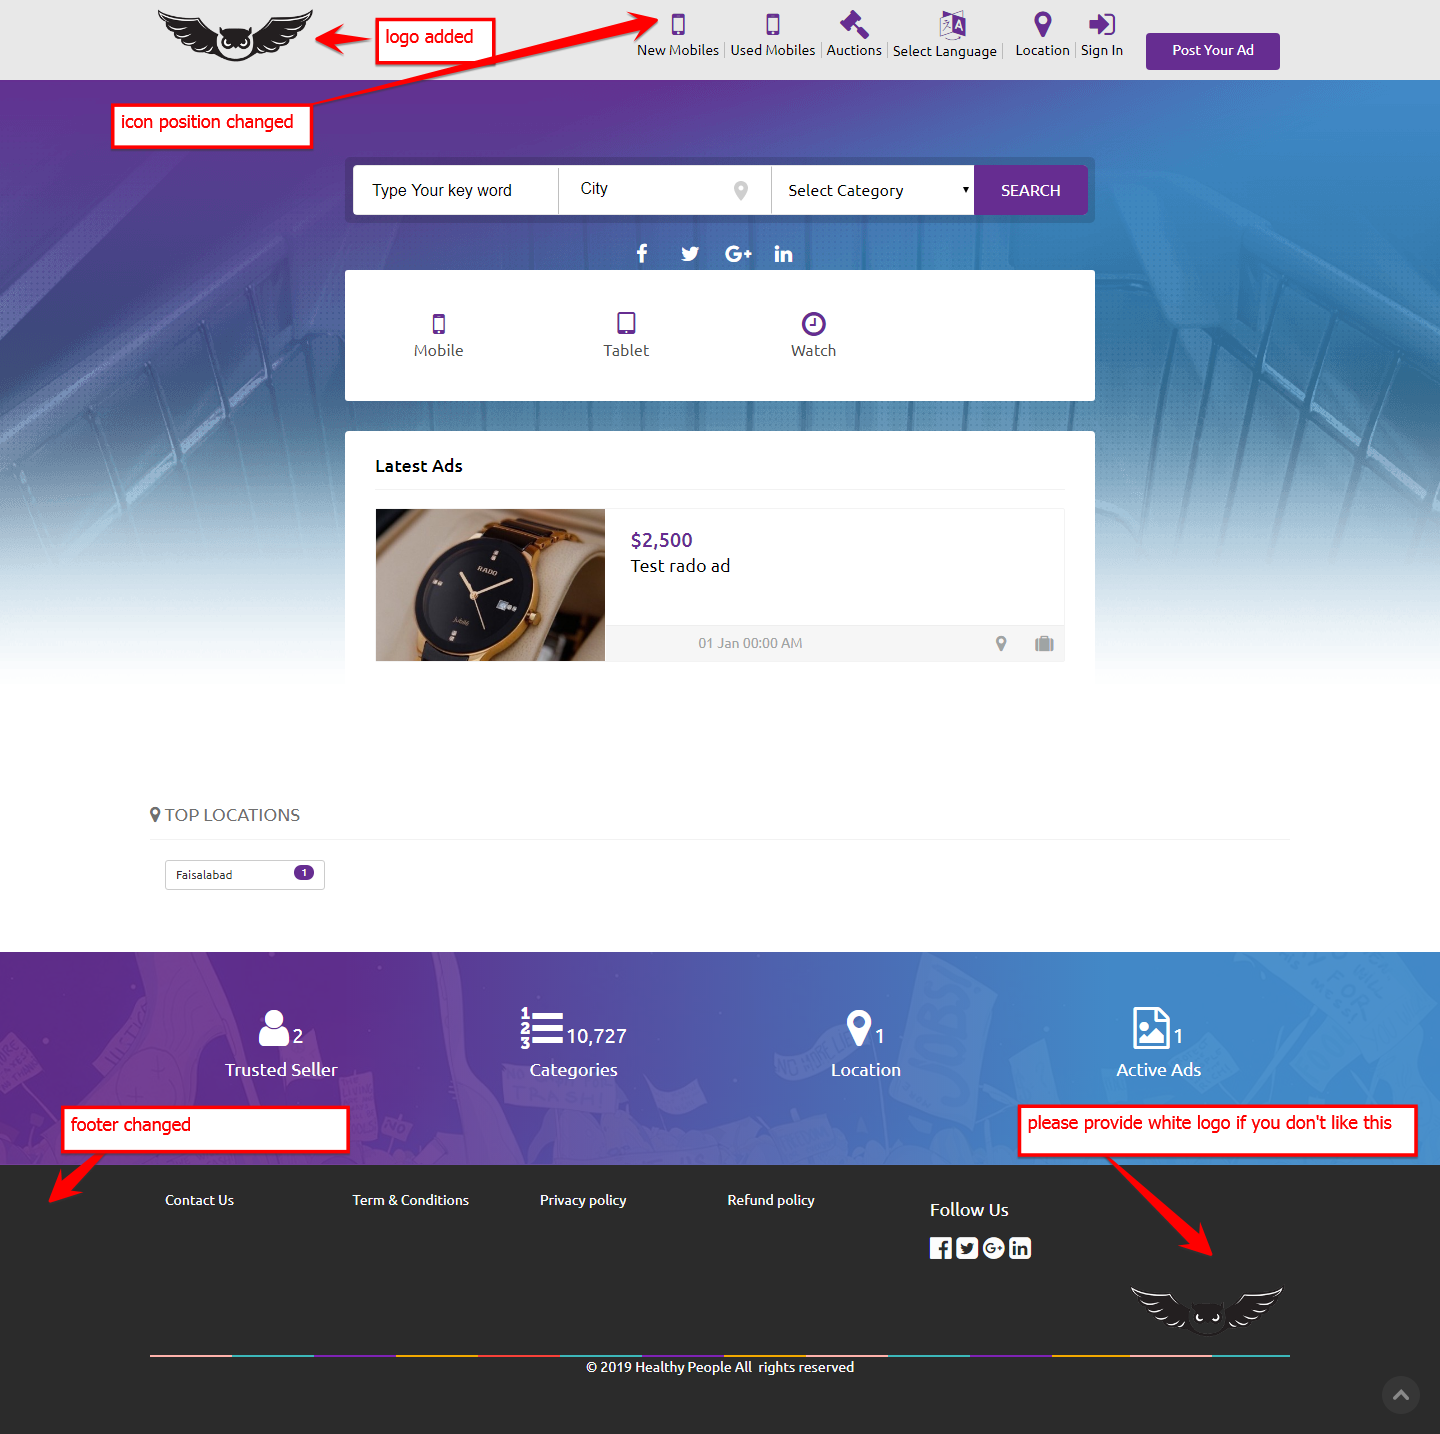 logo added
New Mobiles
Used Mobiles
Auctions
Select Language
Location
Sign In
Post Your Ad
icon position changed
Type Your key word
City
Select Category
SEARCH
Mobile
Tablet
Watch
Latest Ads
RADO
Jubilé
$2,500
Test rado ad
01 Jan 00:00 AM
TOP LOCATIONS
Faisalabad
1
2
Trusted Seller
10,727
Categories
1
Location
1
Active Ads
footer changed
please provide white logo if you don't like this
Contact Us
Term & Conditions
Privacy policy
Refund policy
Follow Us
© 2019 Healthy People All rights reserved